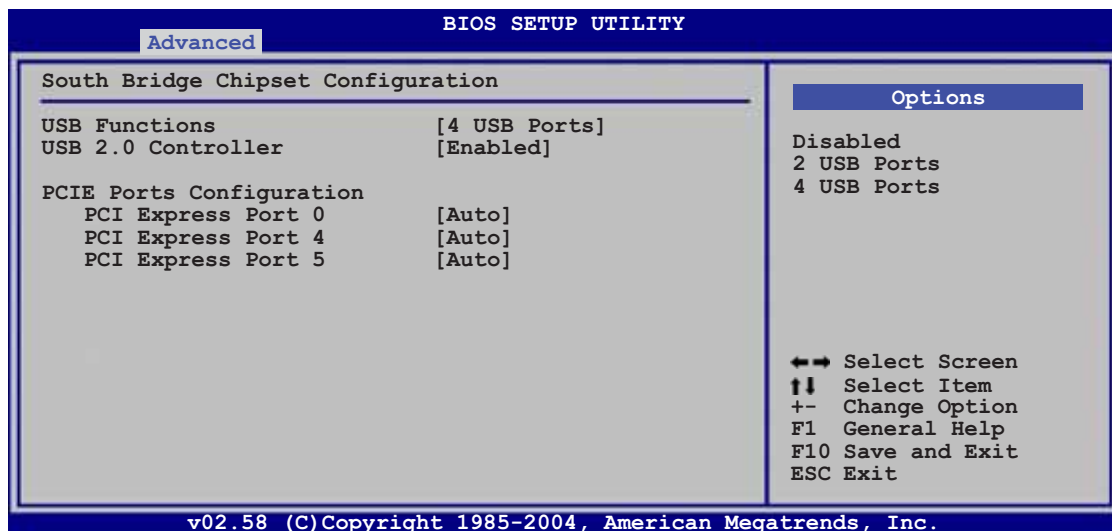 BIOS SETUP UTILITY
Advanced
South Bridge Chipset Configuration
USB Functions [4 USB Ports]
USB 2.0 Controller [Enabled]
PCIE Ports Configuration
PCI Express Port 0 [Auto]
PCI Express Port 4 [Auto]
PCI Express Port 5 [Auto]
Options
Disabled
2 USB Ports
4 USB Ports
←→ Select Screen
↑↓ Select Item
+- Change Option
F1 General Help
F10 Save and Exit
ESC Exit
v02.58 (C)Copyright 1985-2004, American Megatrends, Inc.